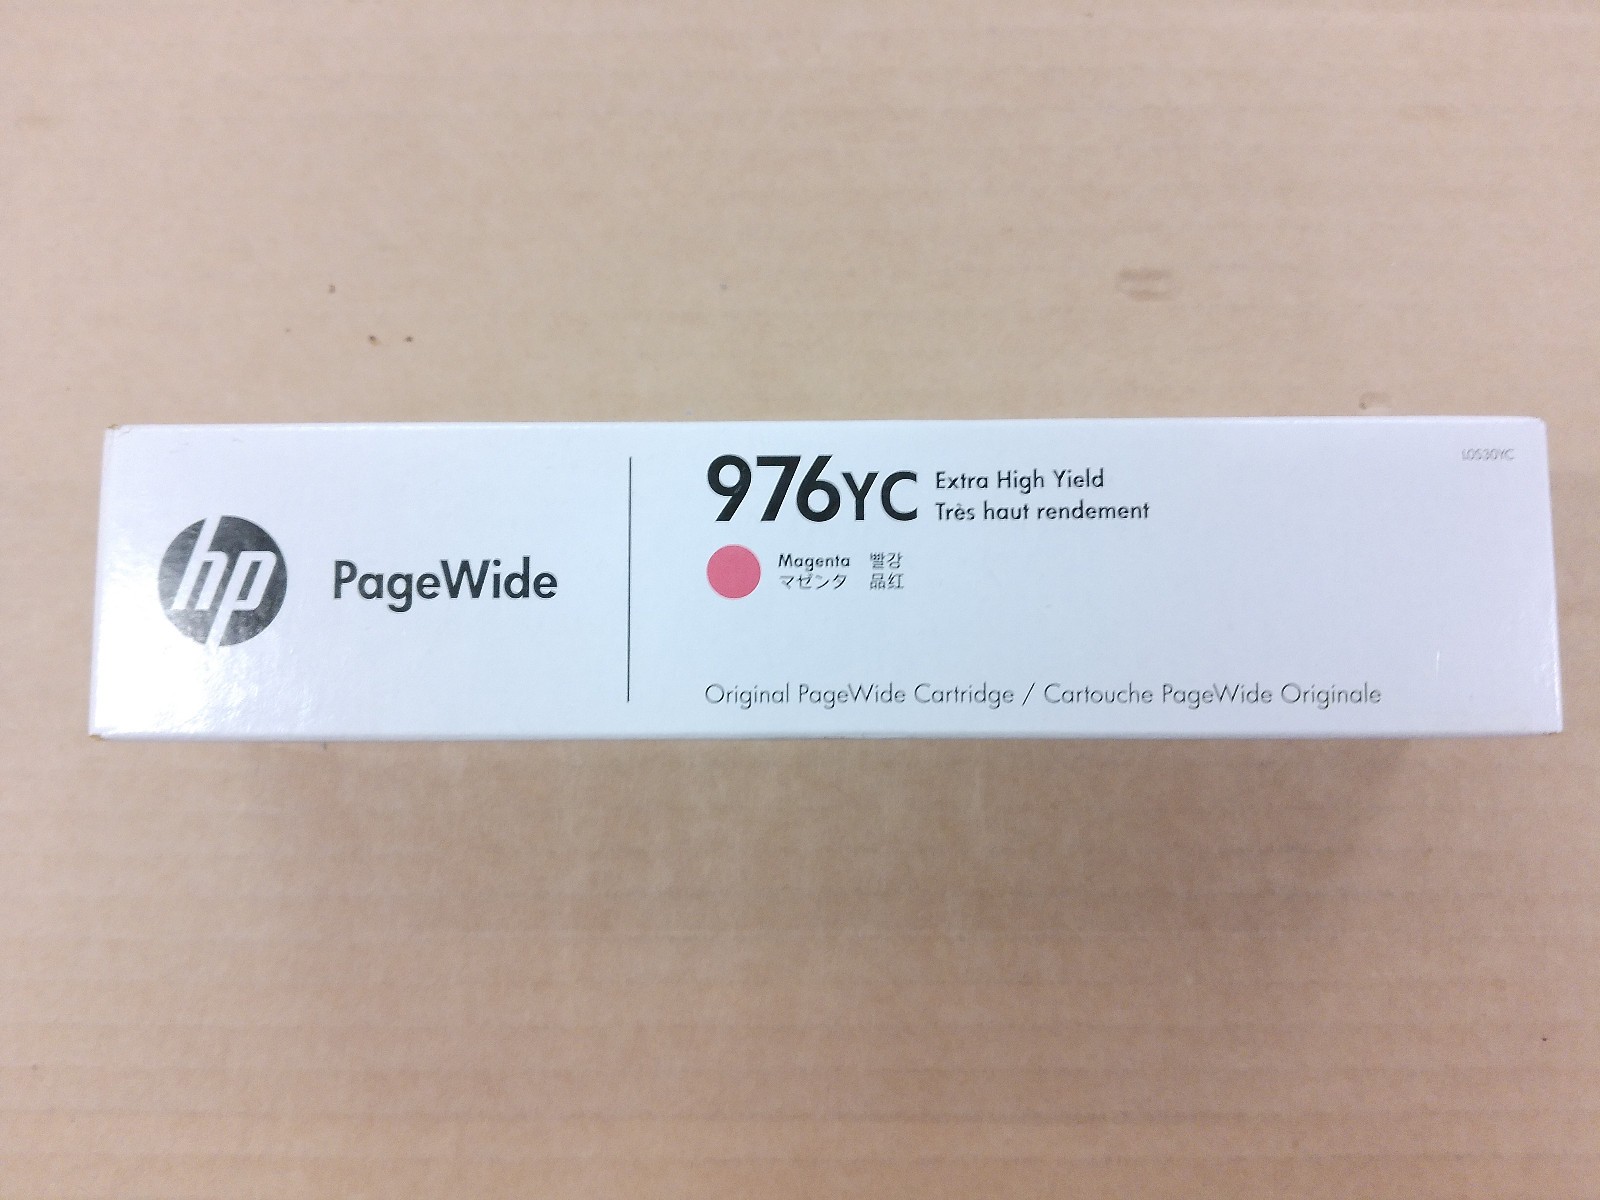 hp
PageWide
976YC
Extra High Yield
Très haut rendement
L0S30YC
Magenta 빨강
マゼンタ 品红
Original PageWide Cartridge / Cartouche PageWide Originale